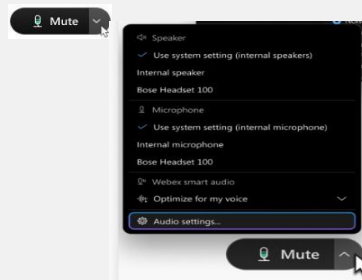 Mute
Speaker
Use system setting (internal speakers)
Internal speaker
Bose Headset 100
Microphone
Use system setting (internal microphone)
Internal microphone
Bose Headset 100
Webex smart audio
Optimize for my voice
Audio settings...
Mute